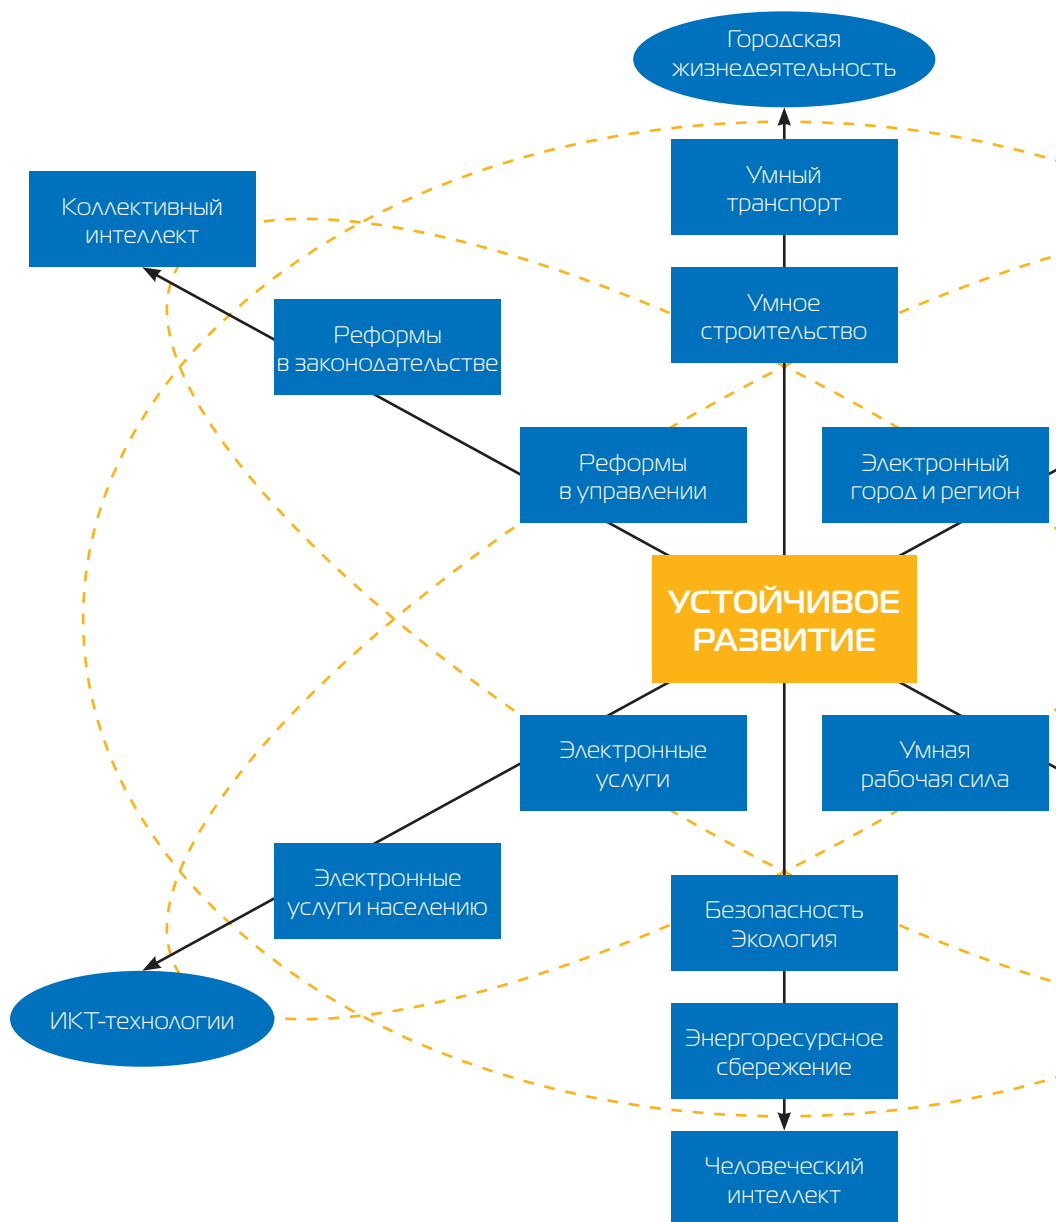 Городская
жизнедеятельность
Умный
транспорт
Коллективный
интеллект
Умное
строительство
Реформы
в законодательстве
Реформы
в управлении
Электронный
город и регион
УСТОЙЧИВОЕ
РАЗВИТИЕ
Электронные
услуги
Умная
рабочая сила
Электронные
услуги населению
Безопасность
Экология
ИКТ-технологии
Энергоресурсное
сбережение
Человеческий
интеллект